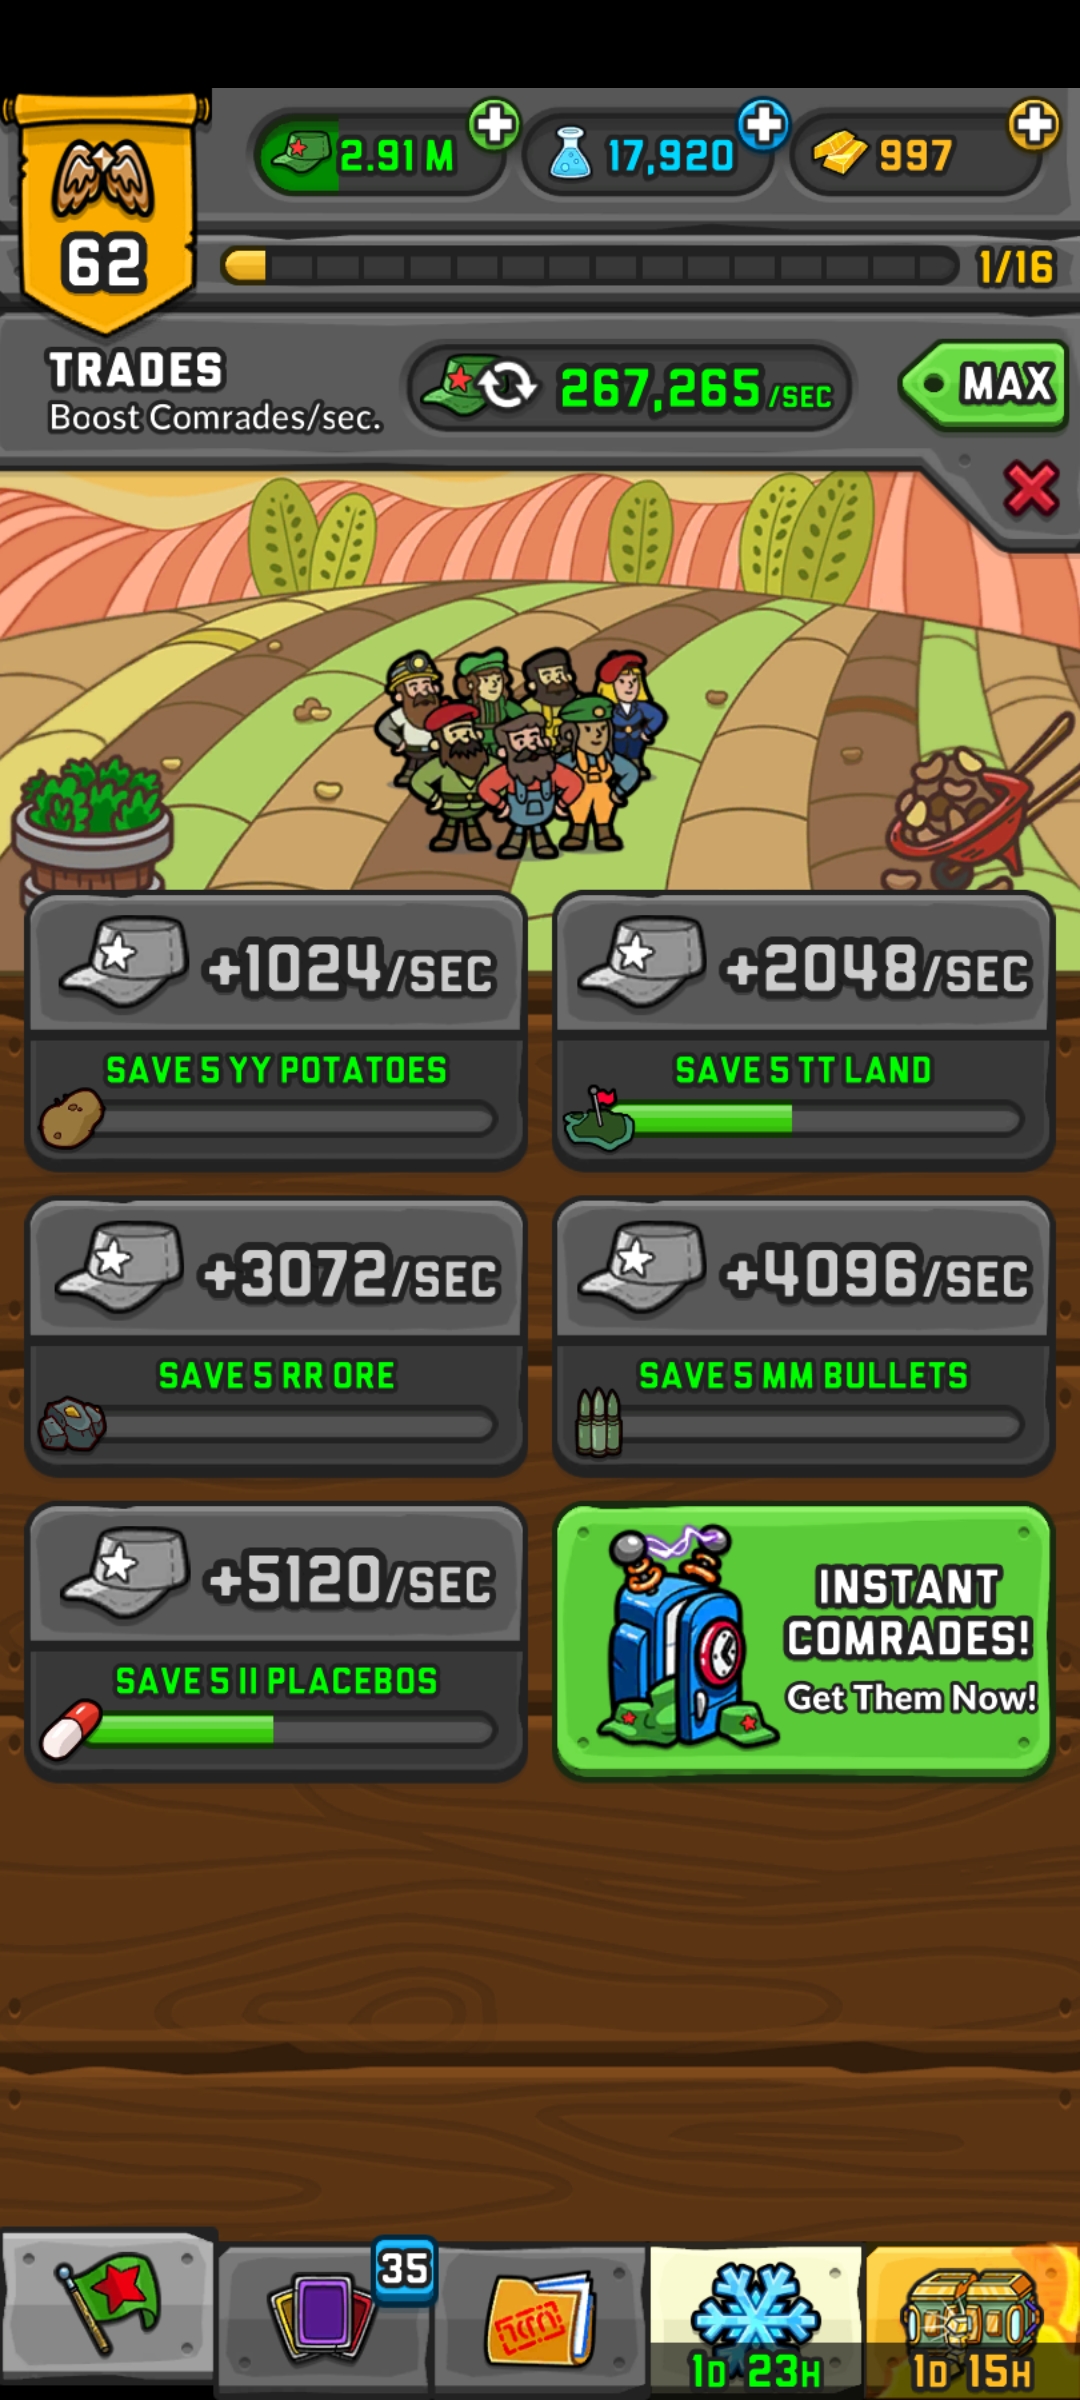 62
2.91 M
17,920
997
1/16
TRADES
Boost Comrades/sec.
267,265/SEC
MAX
+1024/SEC
SAVE 5 YY POTATOES
+2048/SEC
SAVE 5 TT LAND
+3072/SEC
SAVE 5 RR ORE
+4096/SEC
SAVE 5 MM BULLETS
+5120/SEC
SAVE 5 II PLACEBOS
INSTANT
COMRADES!
Get Them Now!
35
1D 23H
1D 15H